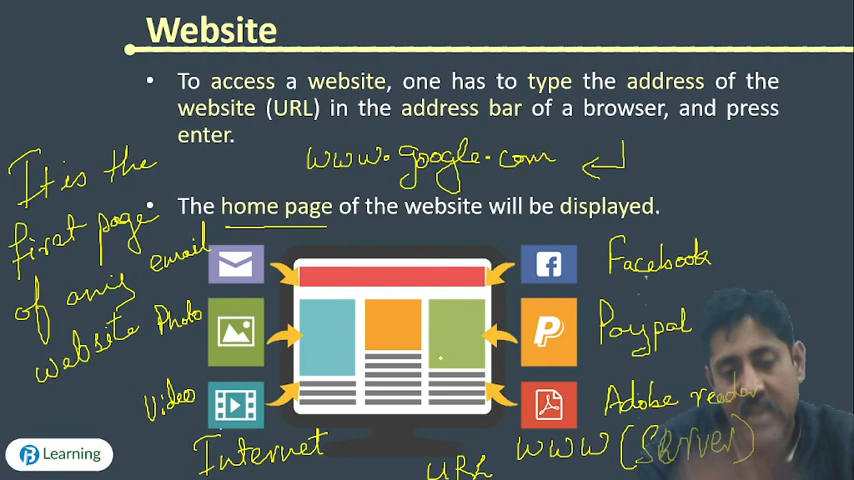 Website
• To access a website, one has to type the address of the
website (URL) in the address bar of a browser, and press
enter.
www.google.com
• The home page of the website will be displayed.
It is the
first page
of any
website
email
Photo
Video
Facebook
Paypal
Adobe reader
Internet
URL
WWW (Server)
Learning